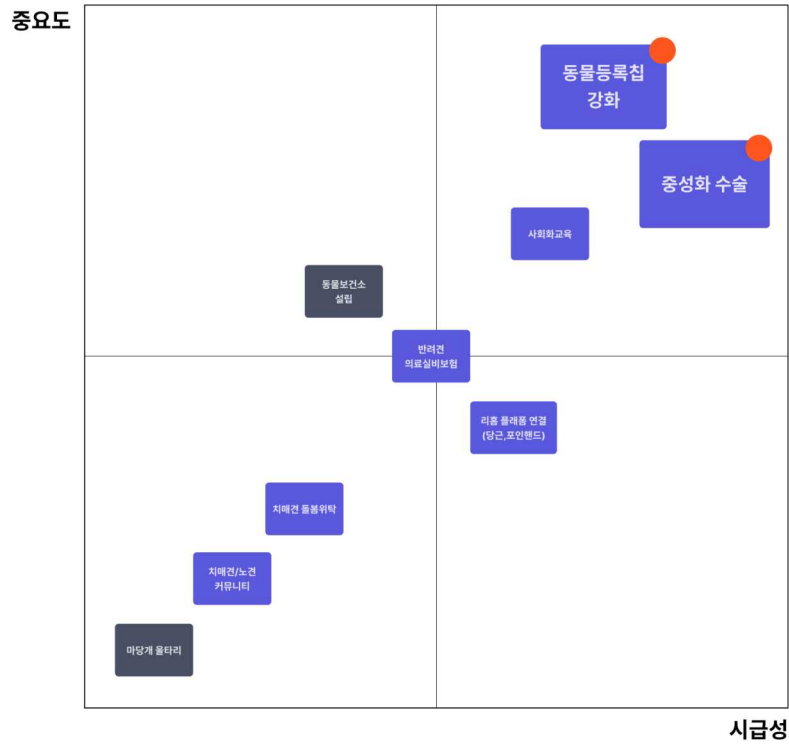 중요도
동물등록칩
강화
중성화 수술
사회화교육
동물보건소
설립
반려견
의료실비보험
리홈 플래폼 연결
(당근,포인핸드)
치매견 돌봄위탁
치매견/노견
커뮤니티
마당개 울타리
시급성